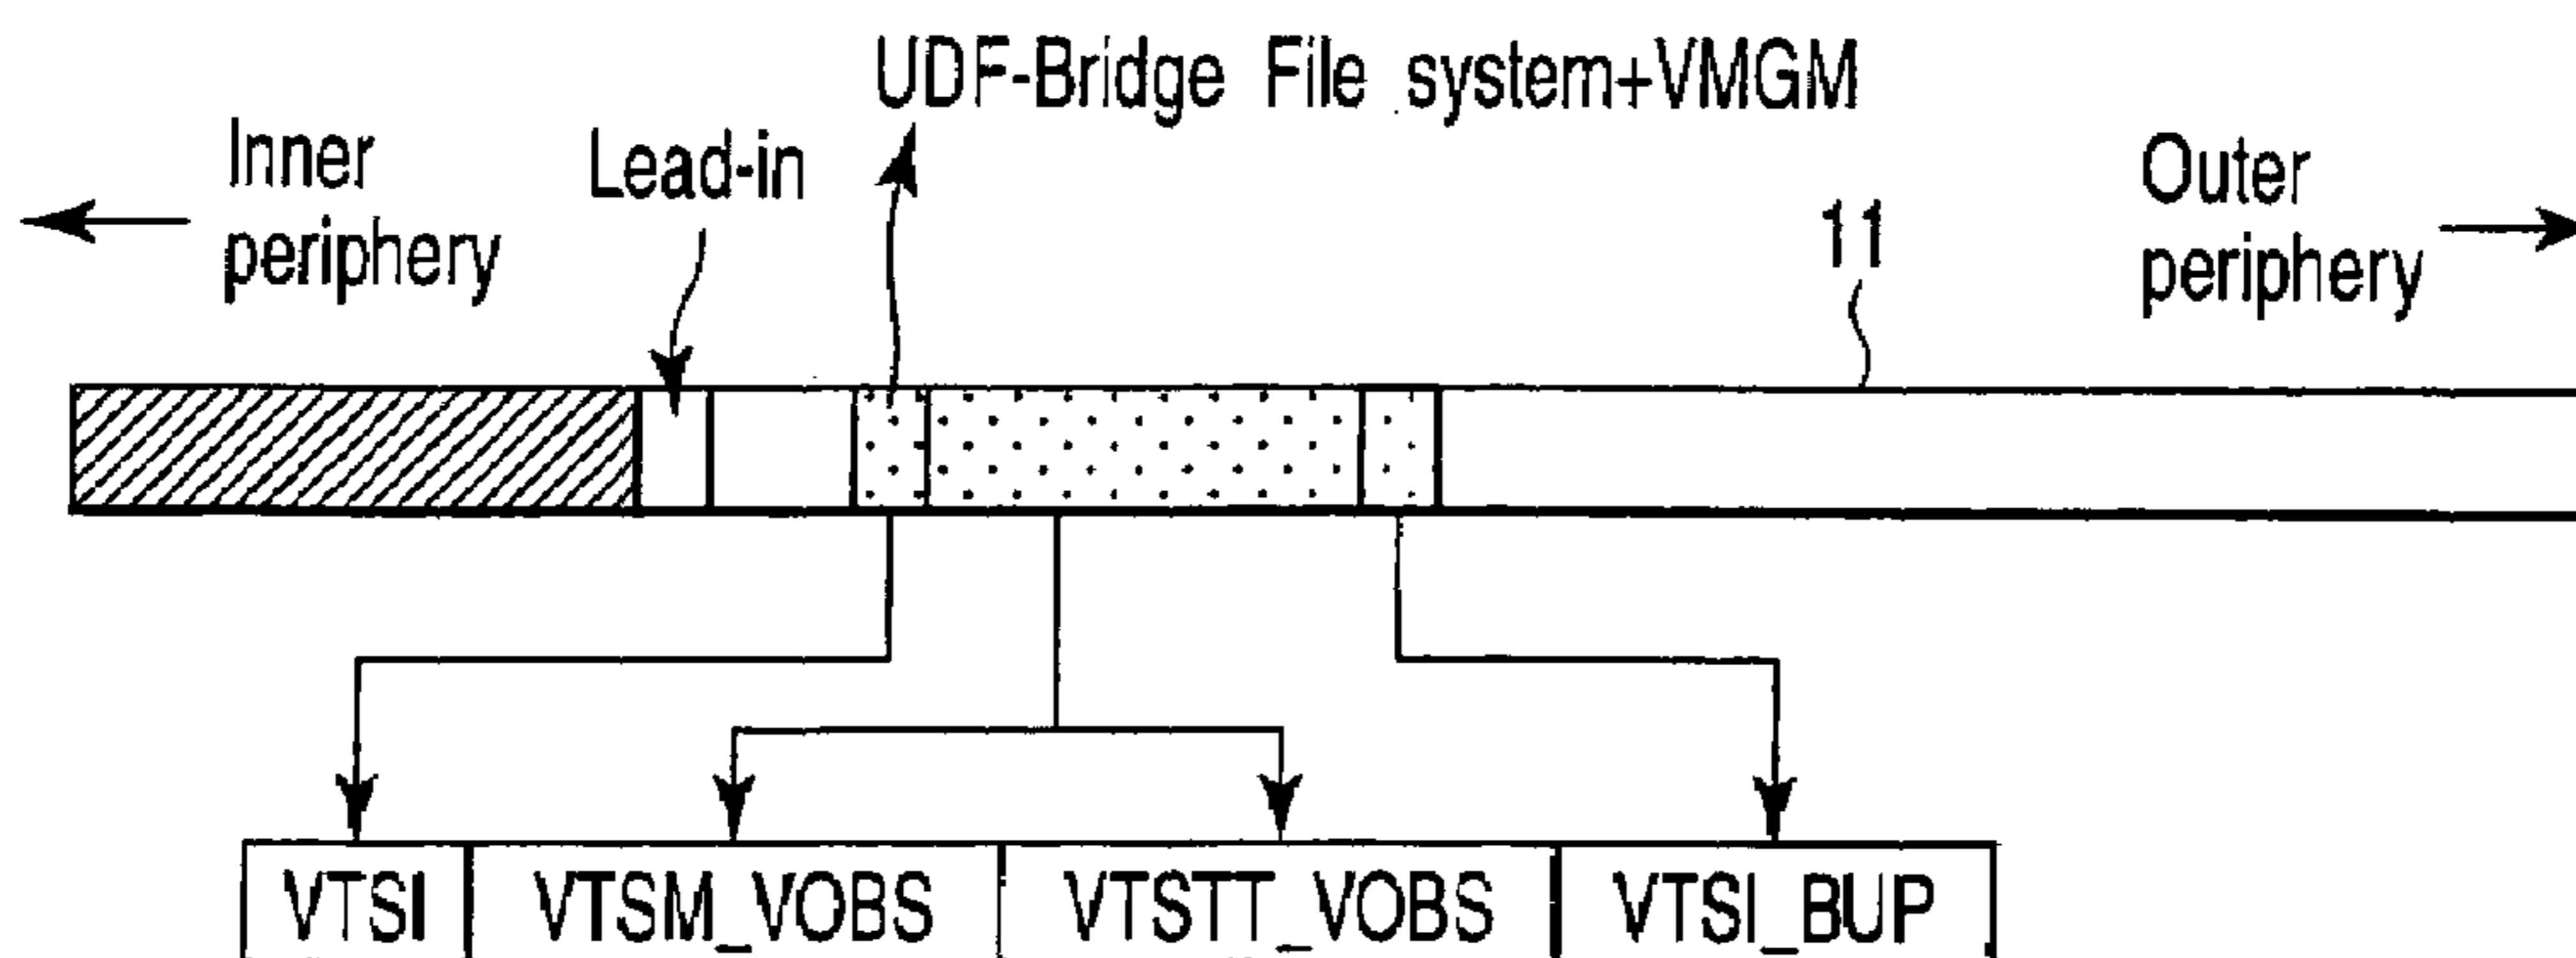 UDF-Bridge File system+VMGM
Inner
periphery
Lead-in
11
Outer
periphery
VTSI
VTSM_VOBS
VTSTT_VOBS
VTSI_BUP